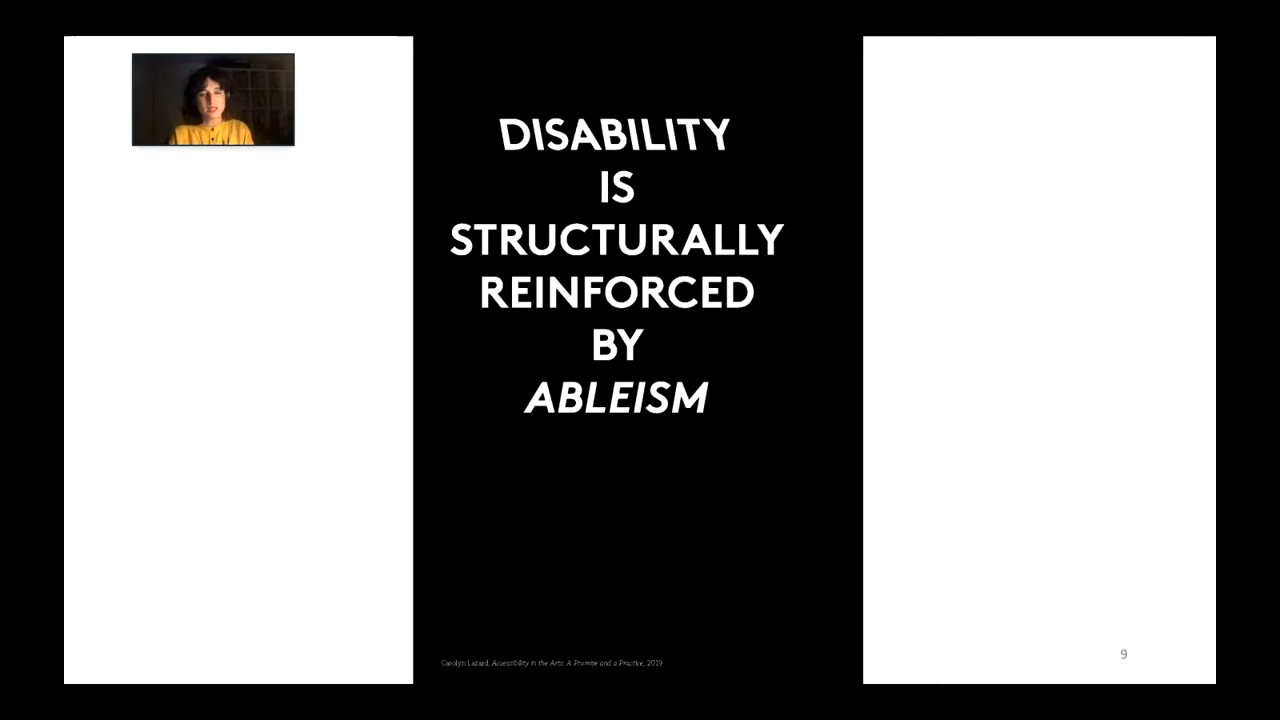 DISABILITY
IS
STRUCTURALLY
REINFORCED
BY
ABLEISM
Carolyn Lazard, Accessibility in the Arts: A Promise and a Practice, 2019
9